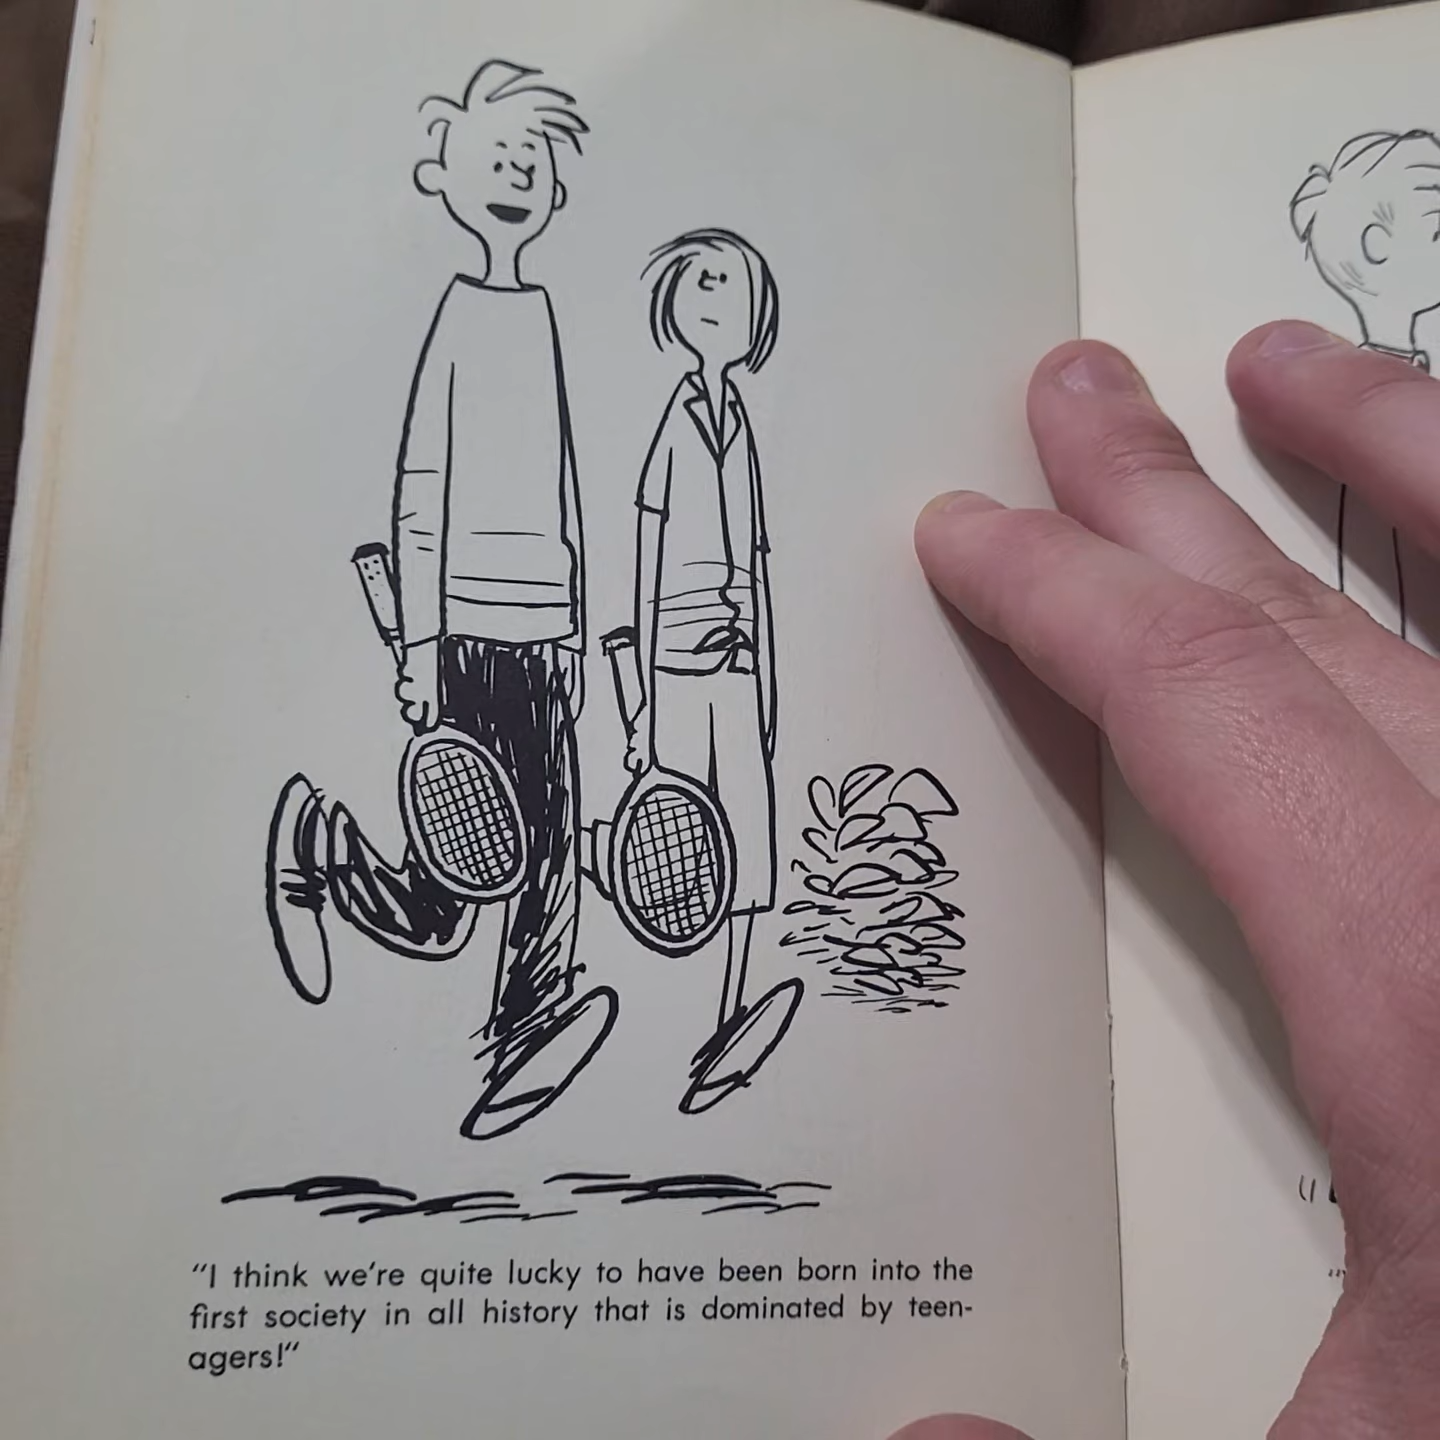 “I think we’re quite lucky to have been born into the
first society in all history that is dominated by teen-
agers!“